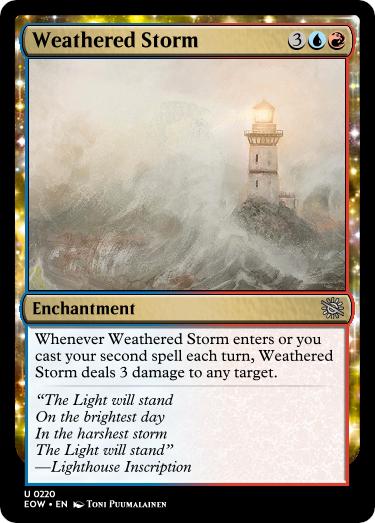 Weathered Storm 3
Enchantment
Whenever Weathered Storm enters or you
cast your second spell each turn, Weathered
Storm deals 3 damage to any target.
“The Light will stand
On the brightest day
In the harshest storm
The Light will stand”
—Lighthouse Inscription
U 0220
EOW • EN Toni Puumalainen